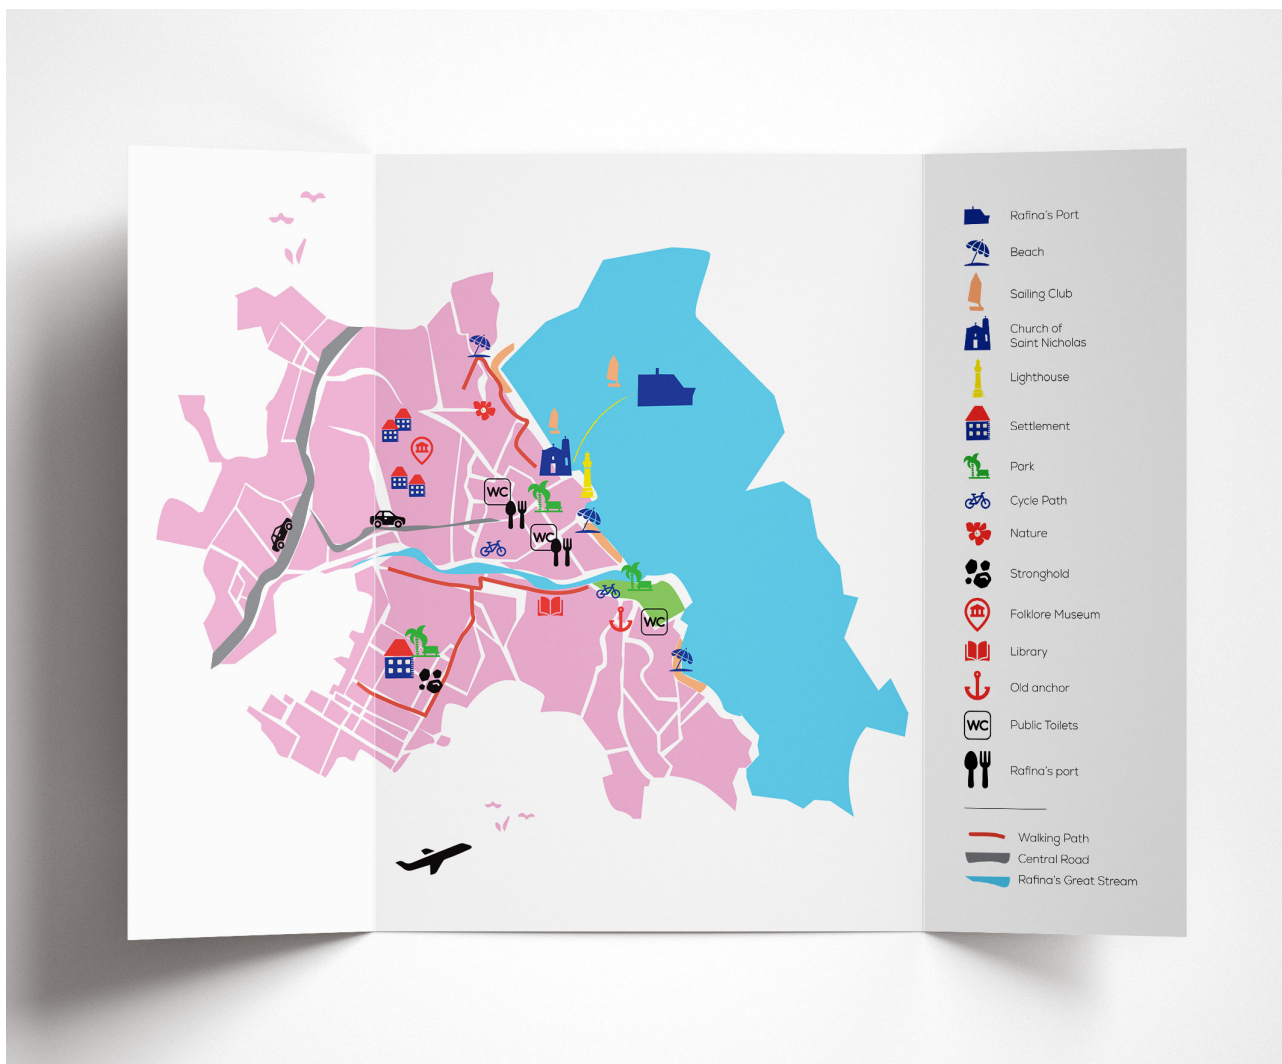 WC
WC
WC
Rafina's Port
Beach
Sailing Club
Church of
Saint Nicholas
Lighthouse
Settlement
Park
Cycle Path
Nature
Stronghold
Folklore Museum
Library
Old anchor
WC Public Toilets
Rafina's port
Walking Path
Central Road
Rafina's Great Stream